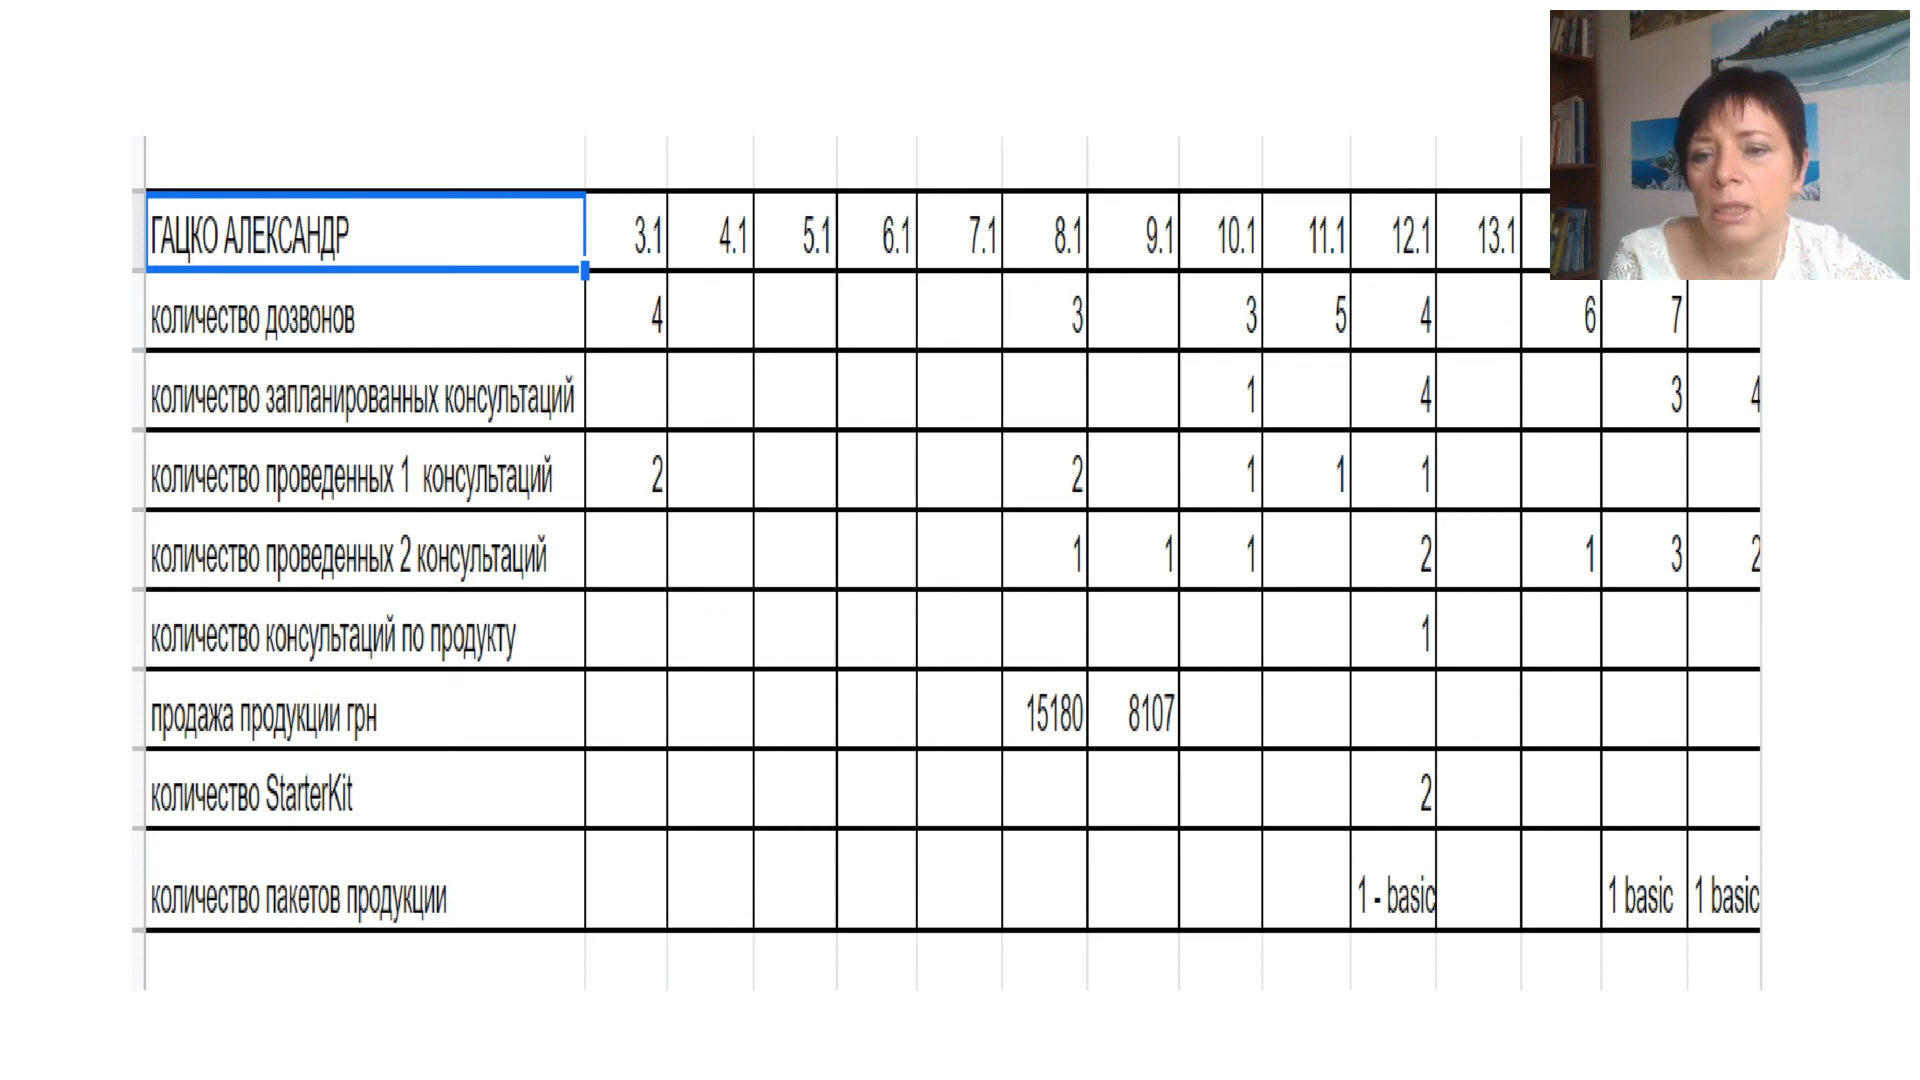 ГАЦКО АЛЕКСАНДР 3.1 4.1 5.1 6.1 7.1 8.1 9.1 10.1 11.1 12.1 13.1
количество дозвонов 4 3 3 5 4 6 7
количество запланированных консультаций 1 4 3 4
количество проведенных 1 консультаций 2 2 1 1 1
количество проведенных 2 консультаций 1 1 1 2 1 3 2
количество консультаций по продукту 1
продажа продукции грн 15180 8107
количество StarterKit 2
количество пакетов продукции 1 - basic 1 basic 1 basic